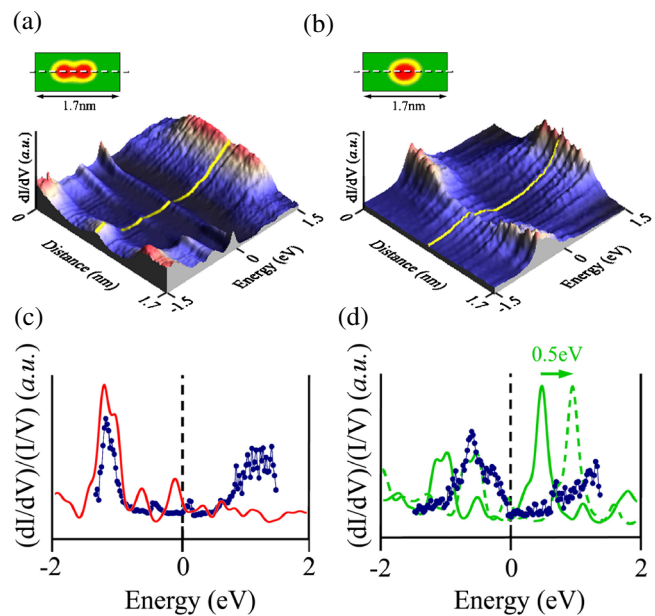 (a)
(b)
1.7nm
1.7nm
dI/dV (a.u.)
0
Distance (nm)
1.7
-1.5
0
Energy (eV)
1.5
dI/dV (a.u.)
0
Distance (nm)
1.7
-1.5
0
Energy (eV)
1.5
(c)
(d)
(dI/dV)/(I/V) (a.u.)
-2
0
2
Energy (eV)
0.5eV
(dI/dV)/(I/V) (a.u.)
-2
0
2
Energy (eV)